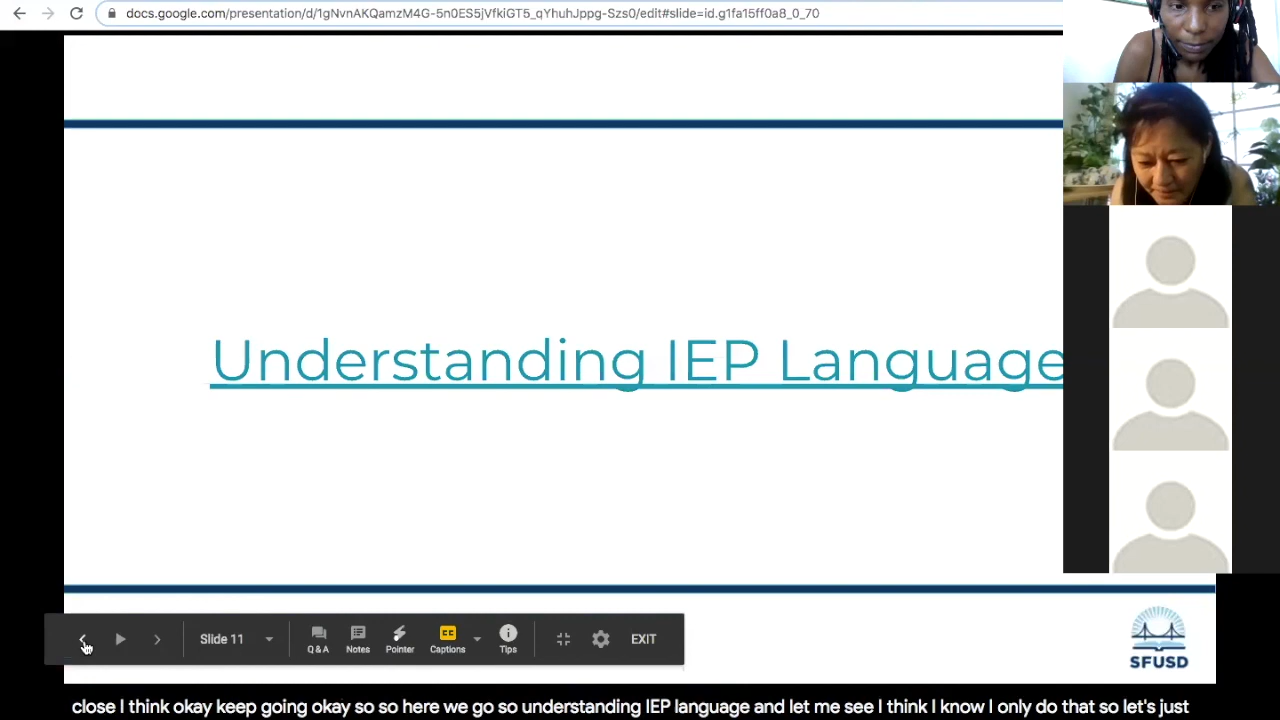 docs.google.com/presentation/d/1gNvnAKQamzM4G-5n0ES5jVfkiGT5_qYhuhJppg-Szs0/edit#slide=id.g1fa15ff0a8_0_70
Understanding IEP Language
Slide 11
Q & A
Notes
Pointer
Captions
Tips
EXIT
SFUSD
close I think okay keep going okay so so here we go so understanding IEP language and let me see I think I know I only do that so let's just